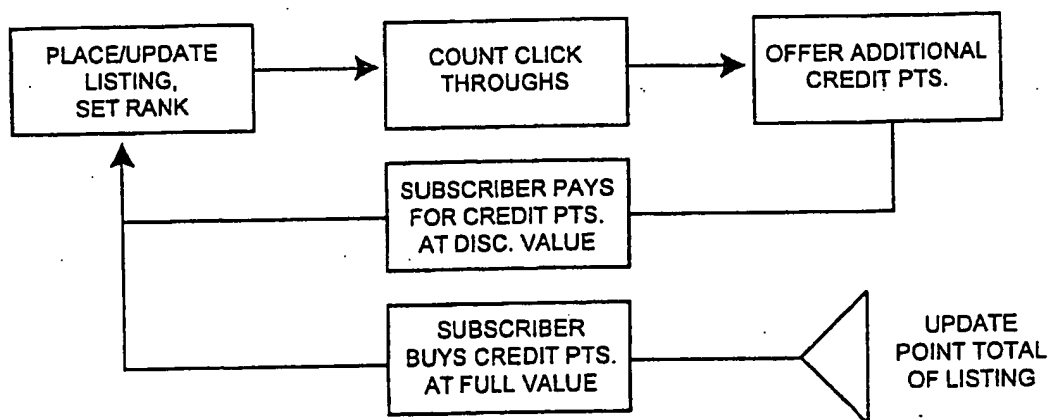 PLACE/UPDATE
LISTING,
SET RANK
COUNT CLICK
THROUGHS
OFFER ADDITIONAL
CREDIT PTS.
SUBSCRIBER PAYS
FOR CREDIT PTS.
AT DISC. VALUE
SUBSCRIBER
BUYS CREDIT PTS.
AT FULL VALUE
UPDATE
POINT TOTAL
OF LISTING